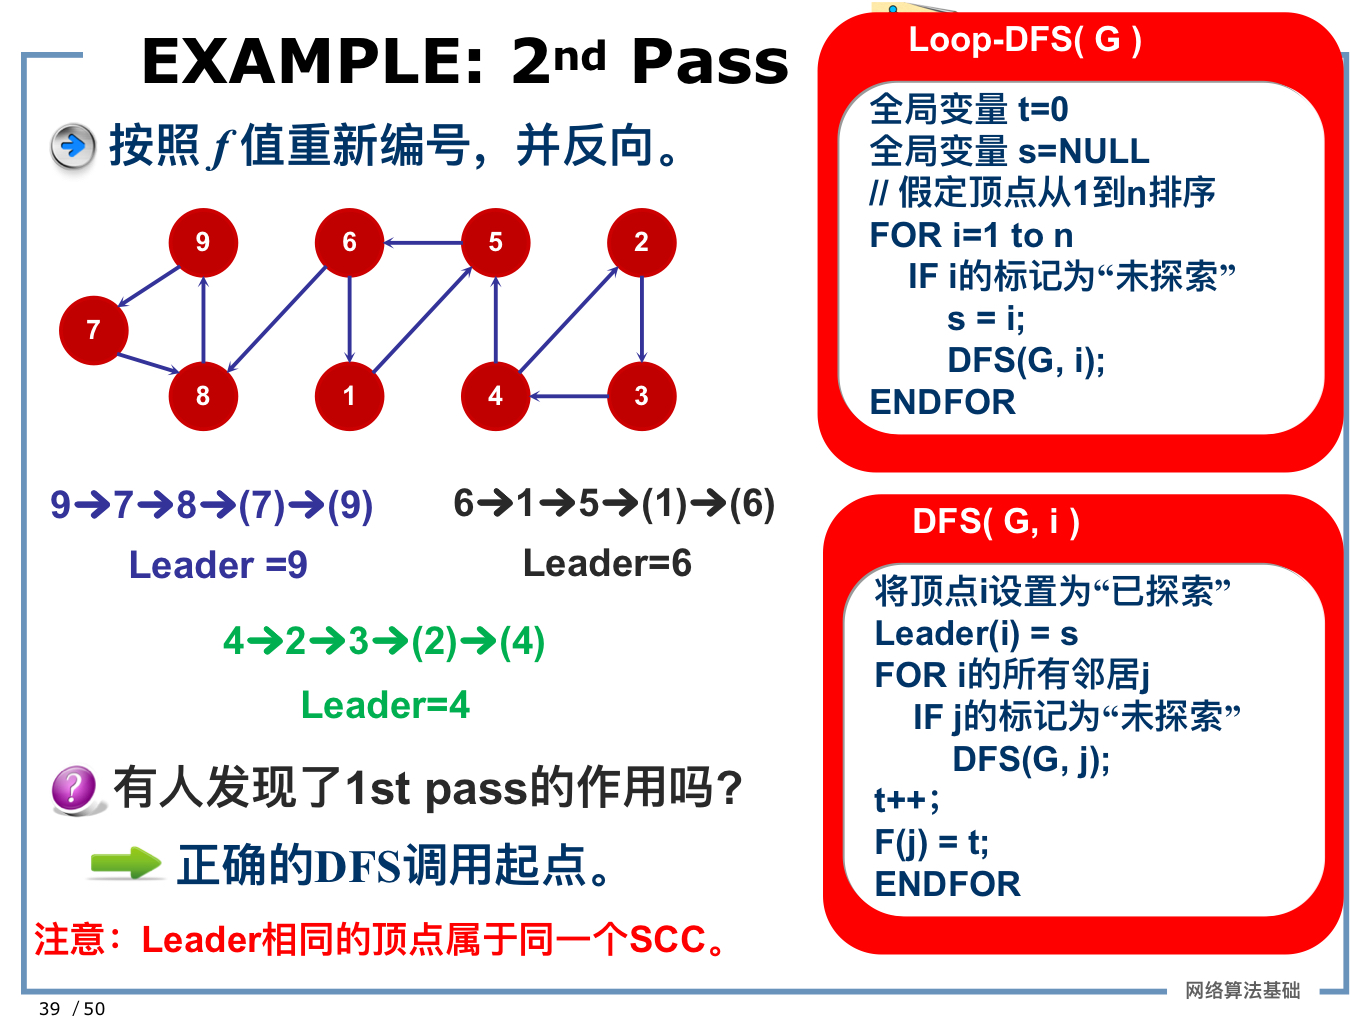 EXAMPLE: 2nd Pass
按照 f 值重新编号，并反向。
9 6 5 2
7
8 1 4 3
9➔7➔8➔(7)➔(9)
Leader =9
6➔1➔5➔(1)➔(6)
Leader=6
4➔2➔3➔(2)➔(4)
Leader=4
有人发现了1st pass的作用吗?
正确的DFS调用起点。
注意：Leader相同的顶点属于同一个SCC。
Loop-DFS( G )
全局变量 t=0
全局变量 s=NULL
// 假定顶点从1到n排序
FOR i=1 to n
IF i的标记为“未探索”
s = i;
DFS(G, i);
ENDFOR
DFS( G, i )
将顶点i设置为“已探索”
Leader(i) = s
FOR i的所有邻居j
IF j的标记为“未探索”
DFS(G, j);
t++；
F(j) = t;
ENDFOR
网络算法基础
39 / 50